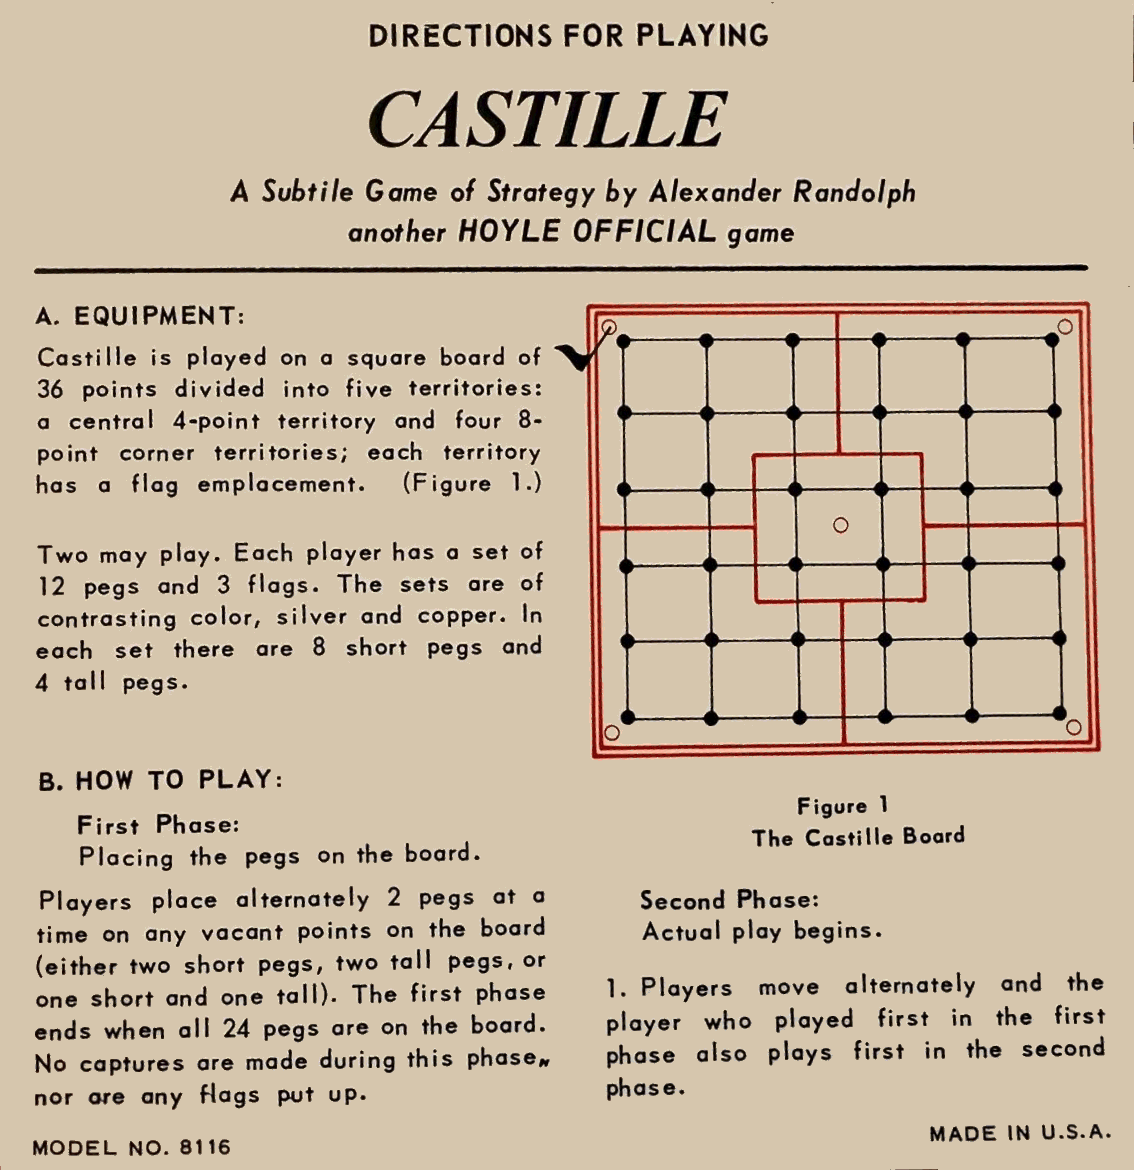 DIRECTIONS FOR PLAYING
CASTILLE
A Subtile Game of Strategy by Alexander Randolph
another HOYLE OFFICIAL game
A. EQUIPMENT:
Castille is played on a square board of
36 points divided into five territories:
a central 4-point territory and four 8-
point corner territories; each territory
has a flag emplacement. (Figure 1.)
Two may play. Each player has a set of
12 pegs and 3 flags. The sets are of
contrasting color, silver and copper. In
each set there are 8 short pegs and
4 tall pegs.
B. HOW TO PLAY:
First Phase:
Placing the pegs on the board.
Players place alternately 2 pegs at a
time on any vacant points on the board
(either two short pegs, two tall pegs, or
one short and one tall). The first phase
ends when all 24 pegs are on the board.
No captures are made during this phase,
nor are any flags put up.
Figure 1
The Castille Board
Second Phase:
Actual play begins.
1. Players move alternately and the
player who played first in the first
phase also plays first in the second
phase.
MODEL NO. 8116
MADE IN U.S.A.